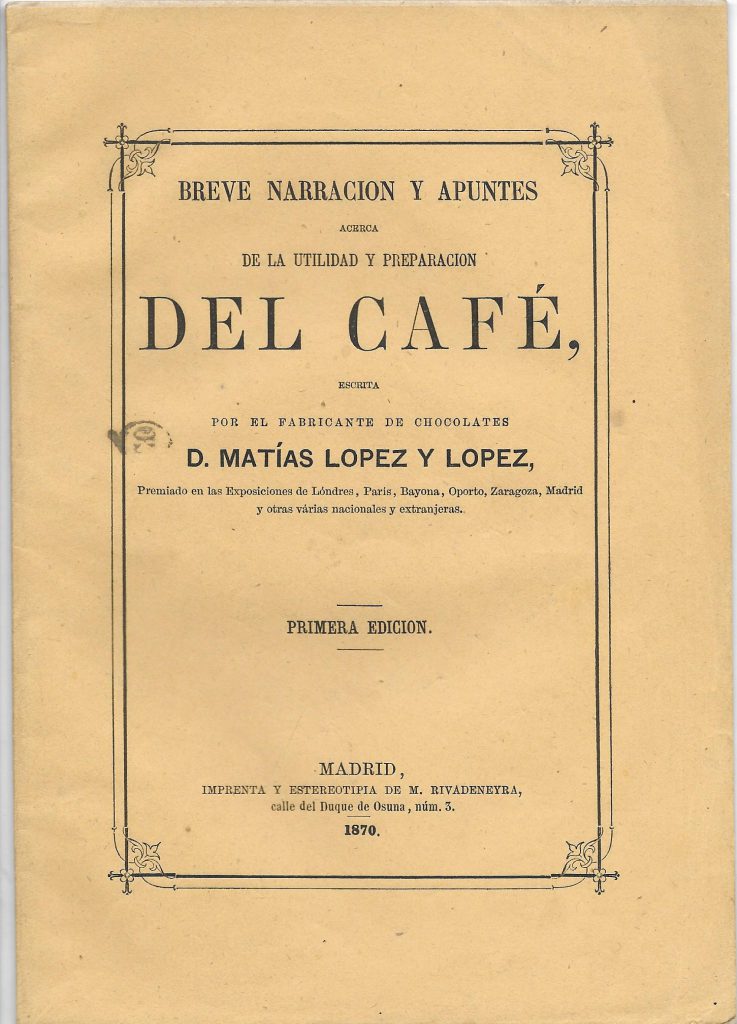 BREVE NARRACION Y APUNTES
ACERCA
DE LA UTILIDAD Y PREPARACION
DEL CAFÉ,
ESCRITA
POR EL FABRICANTE DE CHOCOLATES
D. MATÍAS LOPEZ Y LOPEZ,
Premiado en las Exposiciones de Lóndres, Paris, Bayona, Oporto, Zaragoza, Madrid
y otras várias nacionales y extranjeras.
PRIMERA EDICION.
MADRID,
IMPRENTA Y ESTEREOTIPIA DE M. RIVADENEYRA,
calle del Duque de Osuna, núm. 3.
1870.